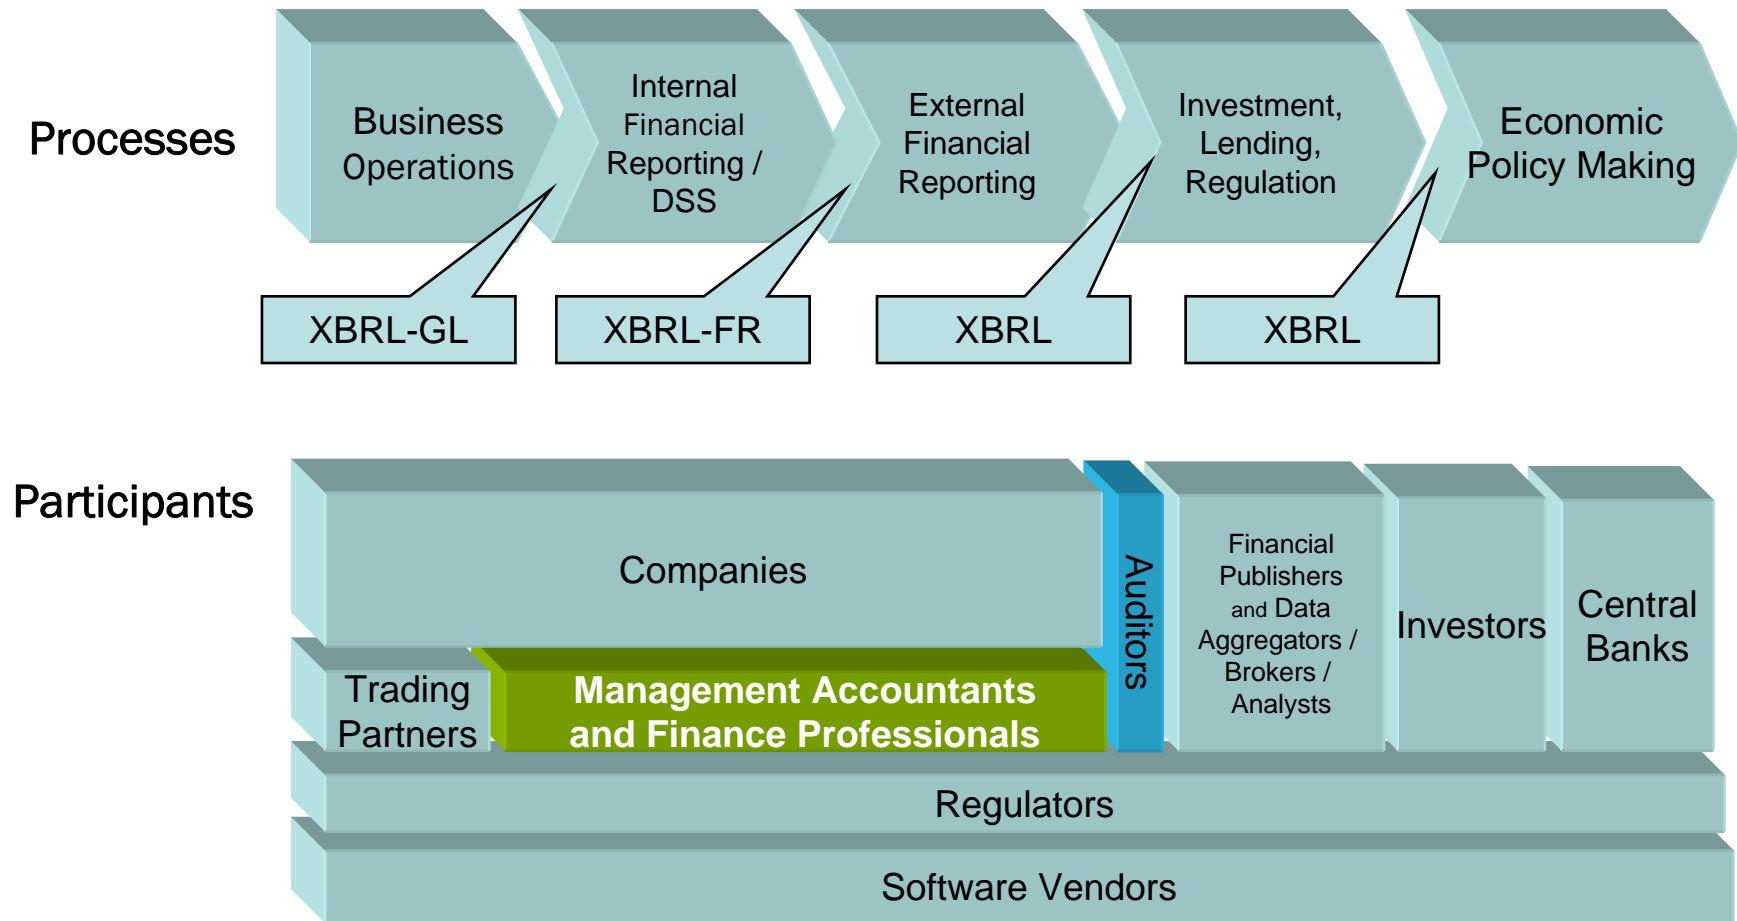 Processes
Business
Operations
Internal
Financial
Reporting /
DSS
External
Financial
Reporting
Investment,
Lending,
Regulation
Economic
Policy Making
XBRL-GL
XBRL-FR
XBRL
XBRL
Participants
Companies
Auditors
Financial
Publishers
and Data
Aggregators /
Brokers /
Analysts
Investors
Central
Banks
Trading
Partners
Management Accountants
and Finance Professionals
Regulators
Software Vendors